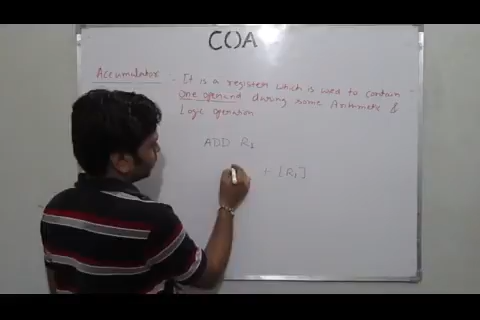 COA
Accumulator - It is a register which is used to contain
one operand during some Arithmetic &
Logic operation
ADD R1
+ [R1]